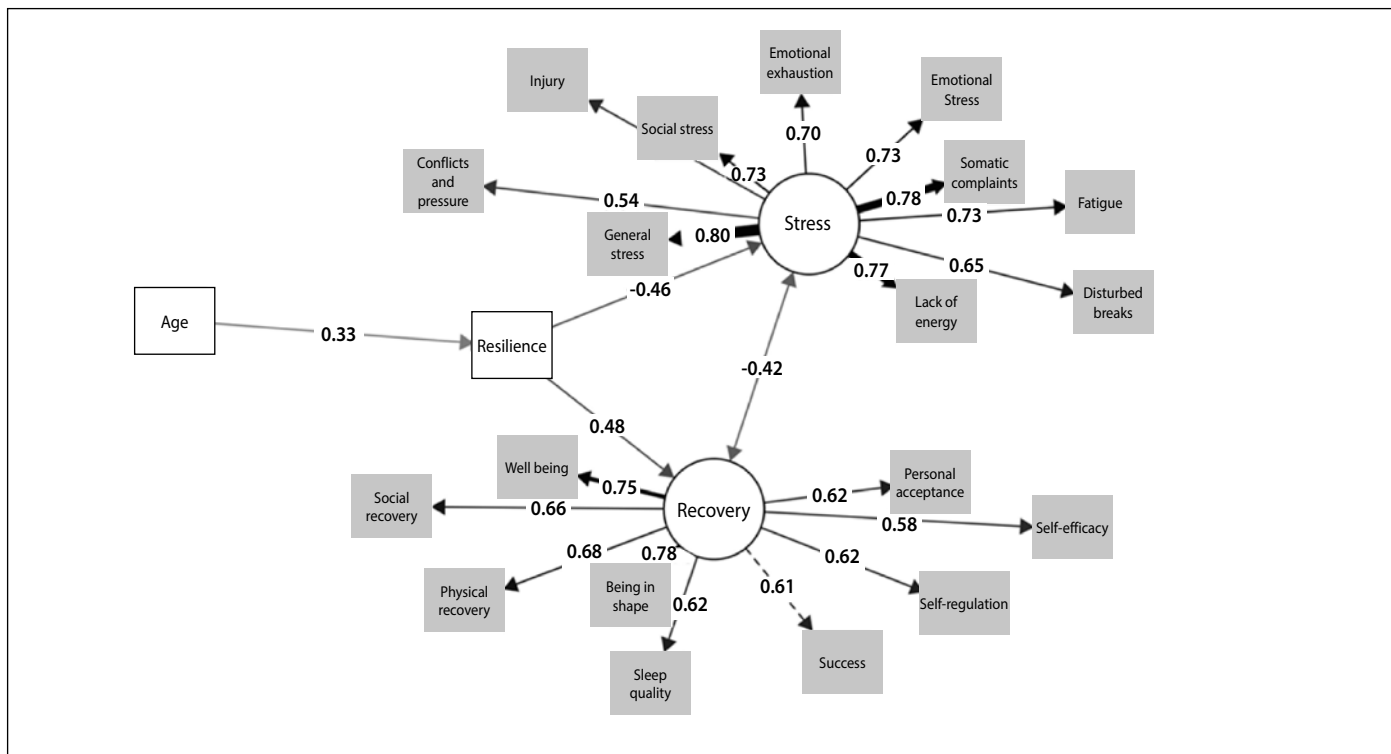 Emotional
exhaustion
Injury
Emotional
Stress
Social stress
0.70
0.73
0.73
Conflicts
and
pressure
Somatic
complaints
0.78
0.54
0.73
Fatigue
Stress
General
stress
0.80
0.77
0.65
-0.46
Lack of
energy
Disturbed
breaks
Age
0.33
Resilience
-0.42
0.48
Well being
0.75
Personal
acceptance
Social
recovery
0.66
Recovery
0.62
0.58
Self-efficacy
0.68
0.78
0.62
Physical
recovery
Being in
shape
0.62
0.61
Self-regulation
Sleep
quality
Success